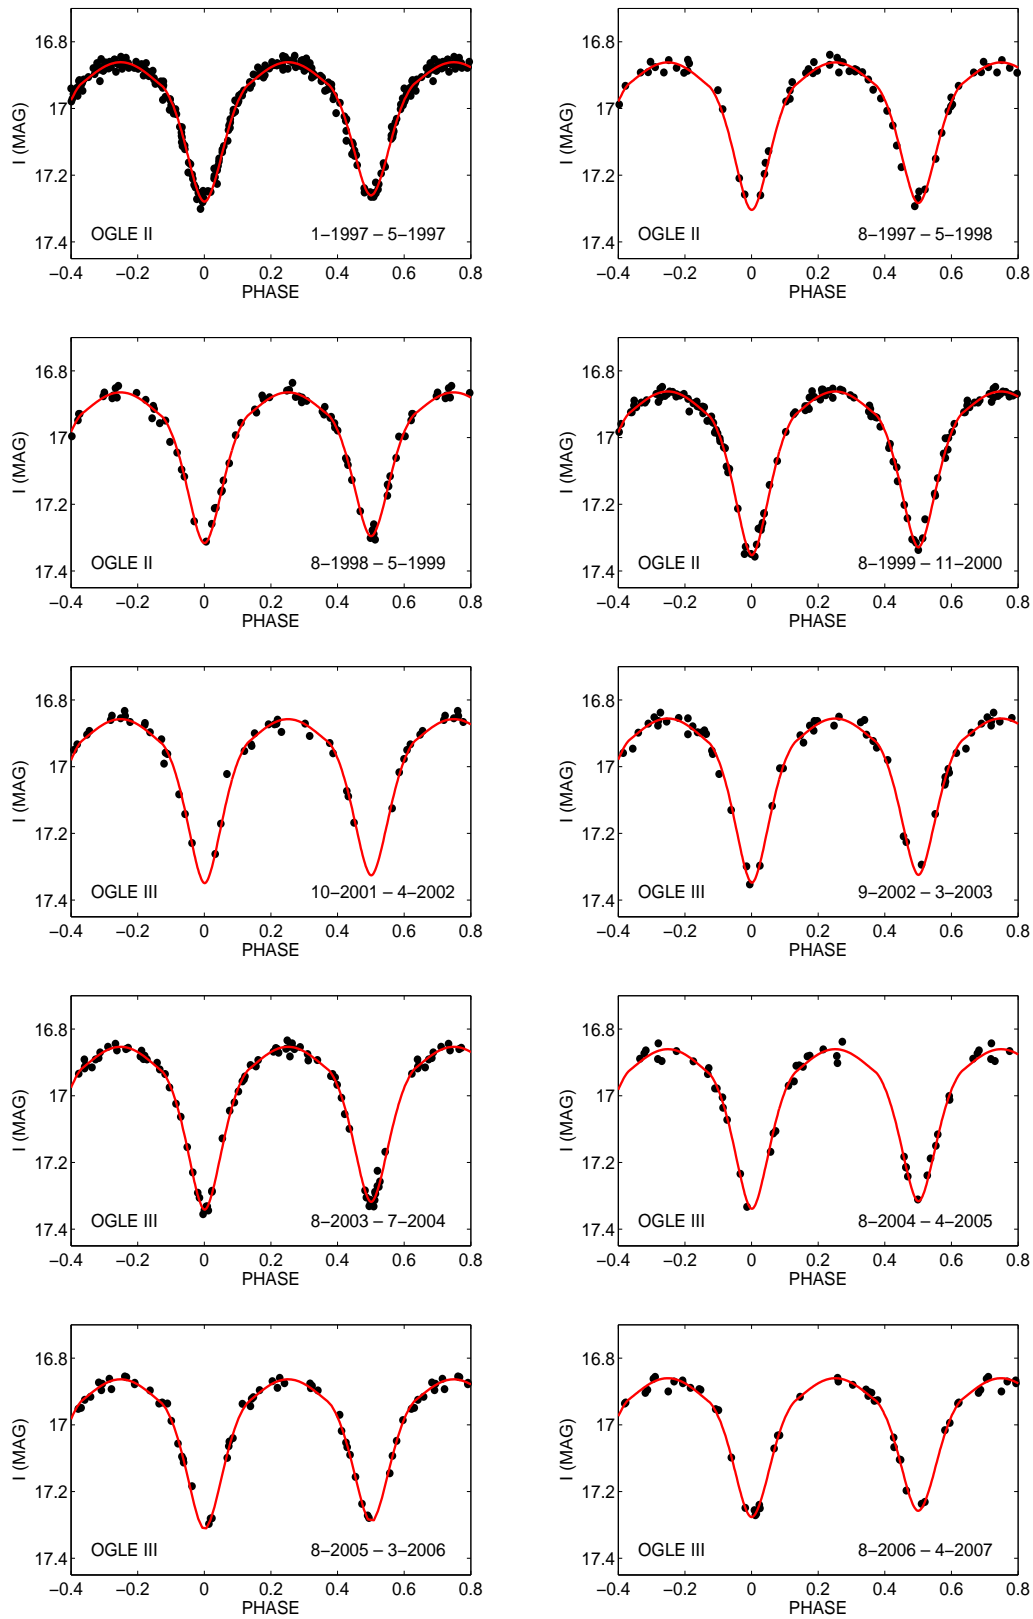 16.8
17
17.2
17.4
I (MAG)
OGLE II
1–1997 – 5–1997
–0.4 –0.2 0 0.2 0.4 0.6 0.8
PHASE
16.8
17
17.2
17.4
I (MAG)
OGLE II
8–1997 – 5–1998
–0.4 –0.2 0 0.2 0.4 0.6 0.8
PHASE
16.8
17
17.2
17.4
I (MAG)
OGLE II
8–1998 – 5–1999
–0.4 –0.2 0 0.2 0.4 0.6 0.8
PHASE
16.8
17
17.2
17.4
I (MAG)
OGLE II
8–1999 – 11–2000
–0.4 –0.2 0 0.2 0.4 0.6 0.8
PHASE
16.8
17
17.2
17.4
I (MAG)
OGLE III
10–2001 – 4–2002
–0.4 –0.2 0 0.2 0.4 0.6 0.8
PHASE
16.8
17
17.2
17.4
I (MAG)
OGLE III
9–2002 – 3–2003
–0.4 –0.2 0 0.2 0.4 0.6 0.8
PHASE
16.8
17
17.2
17.4
I (MAG)
OGLE III
8–2003 – 7–2004
–0.4 –0.2 0 0.2 0.4 0.6 0.8
PHASE
16.8
17
17.2
17.4
I (MAG)
OGLE III
8–2004 – 4–2005
–0.4 –0.2 0 0.2 0.4 0.6 0.8
PHASE
16.8
17
17.2
17.4
I (MAG)
OGLE III
8–2005 – 3–2006
–0.4 –0.2 0 0.2 0.4 0.6 0.8
PHASE
16.8
17
17.2
17.4
I (MAG)
OGLE III
8–2006 – 4–2007
–0.4 –0.2 0 0.2 0.4 0.6 0.8
PHASE